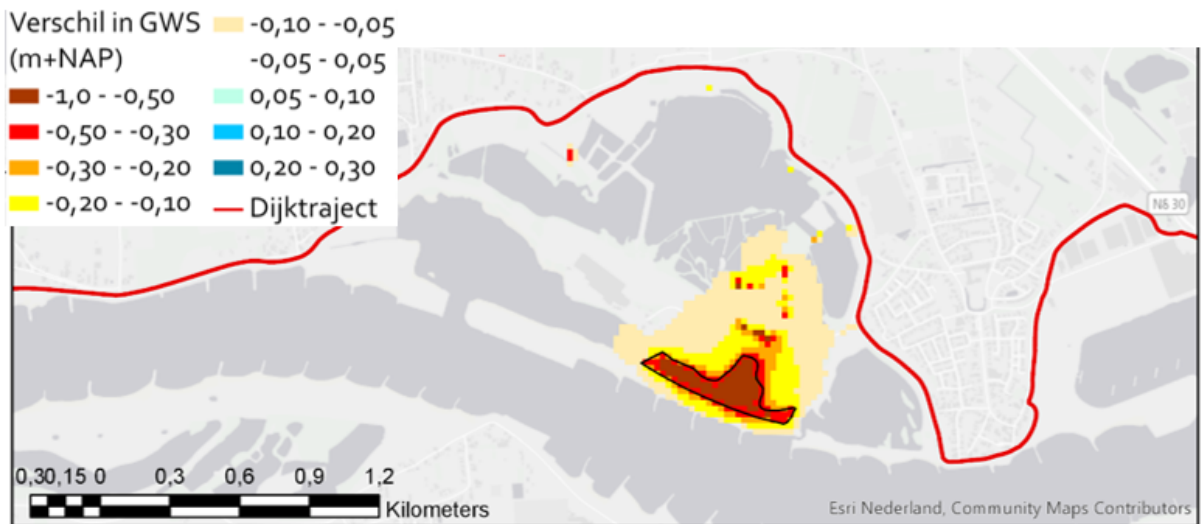 Verschil in GWS
(m+NAP)
-1,0 - -0,50
-0,50 - -0,30
-0,30 - -0,20
-0,20 - -0,10
-0,10 - -0,05
-0,05 - 0,05
0,05 - 0,10
0,10 - 0,20
0,20 - 0,30
Dijktraject
N830
0,30,15 0 0,3 0,6 0,9 1,2
Kilometers
Esri Nederland, Community Maps Contributors